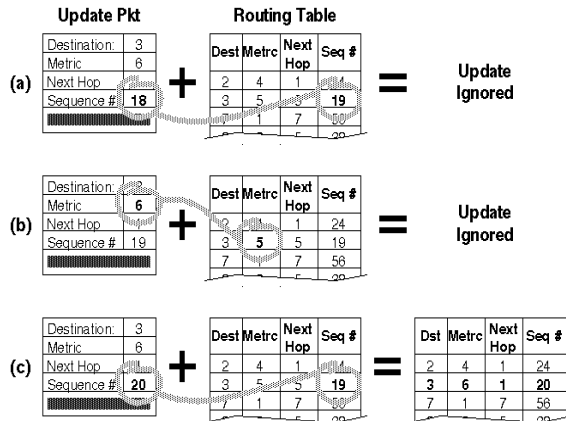 Update Pkt
Routing Table
(a)
Destination: 3
Metric 6
Next Hop
Sequence # 18
+
Dest Metrc Next Hop Seq #
2 4 1
3 5 19
1 7
=
Update
Ignored
(b)
Destination:
Metric 6
Next Hop
Sequence # 19
+
Dest Metrc Next Hop Seq #
2 1 24
3 5 5 19
7 7 56
=
Update
Ignored
(c)
Destination: 3
Metric 6
Next Hop
Sequence # 20
+
Dest Metrc Next Hop Seq #
2 4 1
3 5 19
7 1 7
=
Dst Metrc Next Hop Seq #
2 4 1 24
3 6 1 20
7 1 7 56